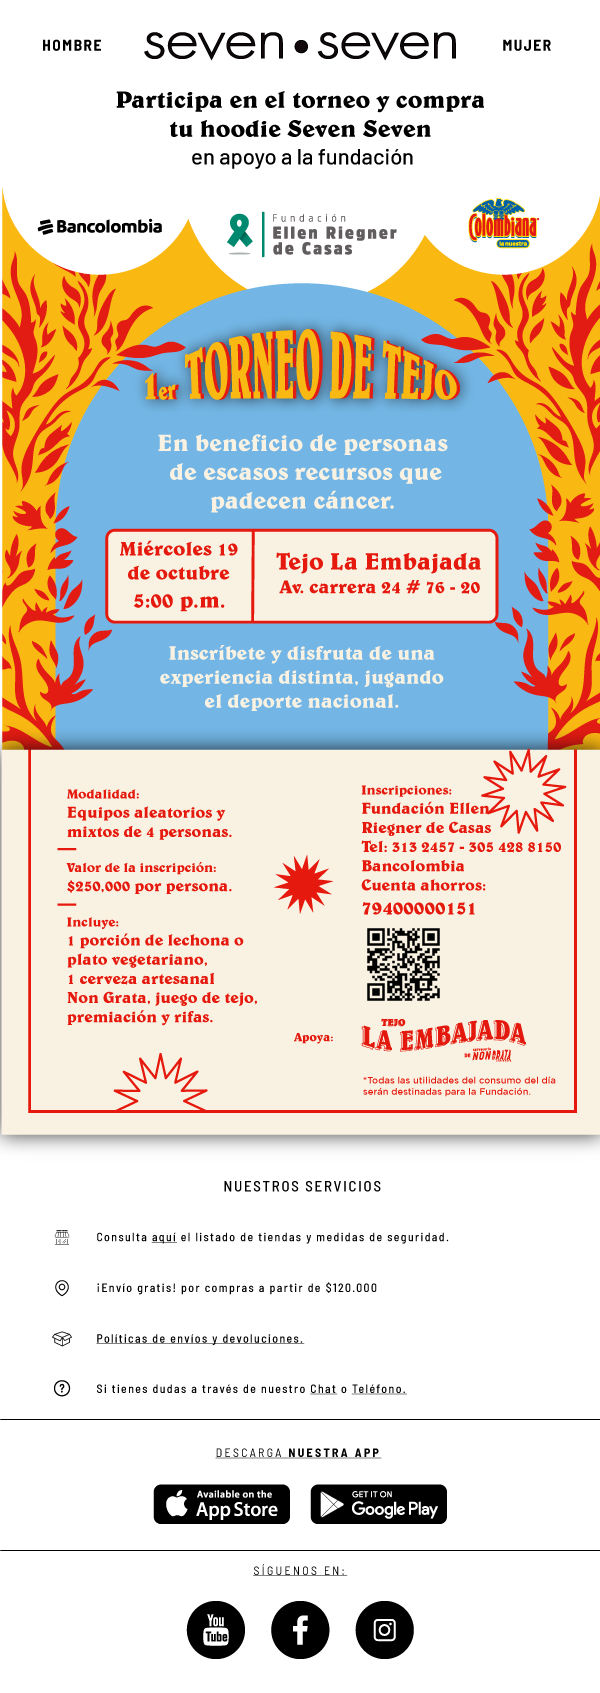 HOMBRE
seven•seven
MUJER
Participa en el torneo y compra
tu hoodie Seven Seven
en apoyo a la fundación
Bancolombia
Fundación
Ellen Riegner
de Casas
Colombiana
la nuestra
1er TORNEO DE TEJO
En beneficio de personas
de escasos recursos que
padecen cáncer.
Miércoles 19
de octubre
5:00 p.m.
Tejo La Embajada
Av. carrera 24 # 76 - 20
Inscríbete y disfruta de una
experiencia distinta, jugando
el deporte nacional.
Modalidad:
Equipos aleatorios y
mixtos de 4 personas.
Valor de la inscripción:
$250,000 por persona.
Incluye:
1 porción de lechona o
plato vegetariano,
1 cerveza artesanal
Non Grata, juego de tejo,
premiación y rifas.
Inscripciones:
Fundación Ellen
Riegner de Casas
Tel: 313 2457 - 305 428 8150
Bancolombia
Cuenta ahorros:
79400000151
Apoya:
TEJO
LA EMBAJADA
DE NON GRATA
*Todas las utilidades del consumo del día
serán destinadas para la Fundación.
NUESTROS SERVICIOS
Consulta aquí el listado de tiendas y medidas de seguridad.
¡Envío gratis! por compras a partir de $120.000
Políticas de envíos y devoluciones.
Si tienes dudas a través de nuestro Chat o Teléfono.
DESCARGA NUESTRA APP
Available on the
App Store
GET IT ON
Google Play
SÍGUENOS EN:
You
Tube